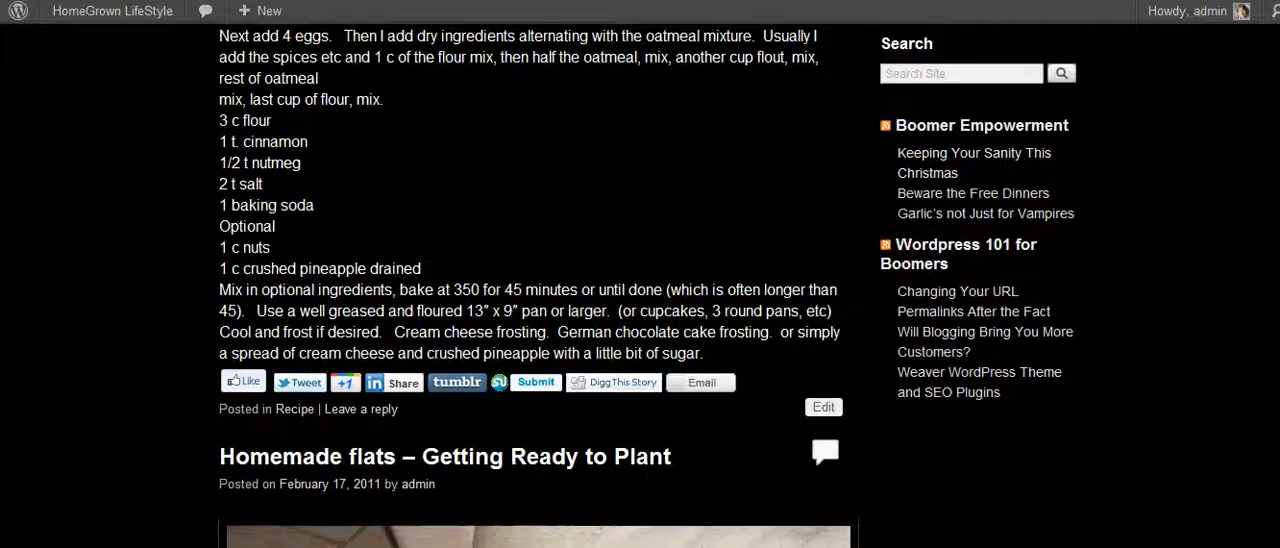 HomeGrown LifeStyle
New
Howdy, admin
Next add 4 eggs. Then I add dry ingredients alternating with the oatmeal mixture. Usually I
add the spices etc and 1 c of the flour mix, then half the oatmeal, mix, another cup flout, mix,
rest of oatmeal
mix, last cup of flour, mix.
3 c flour
1 t. cinnamon
1/2 t nutmeg
2 t salt
1 baking soda
Optional
1 c nuts
1 c crushed pineapple drained
Mix in optional ingredients, bake at 350 for 45 minutes or until done (which is often longer than
45). Use a well greased and floured 13″ x 9″ pan or larger. (or cupcakes, 3 round pans, etc)
Cool and frost if desired. Cream cheese frosting. German chocolate cake frosting. or simply
a spread of cream cheese and crushed pineapple with a little bit of sugar.
Like
Tweet
+1
in Share
tumblr
Submit
Digg This Story
Email
Posted in Recipe | Leave a reply
Edit
Homemade flats – Getting Ready to Plant
Posted on February 17, 2011 by admin
Search
Search Site
Boomer Empowerment
Keeping Your Sanity This
Christmas
Beware the Free Dinners
Garlic’s not Just for Vampires
Wordpress 101 for
Boomers
Changing Your URL
Permalinks After the Fact
Will Blogging Bring You More
Customers?
Weaver WordPress Theme
and SEO Plugins